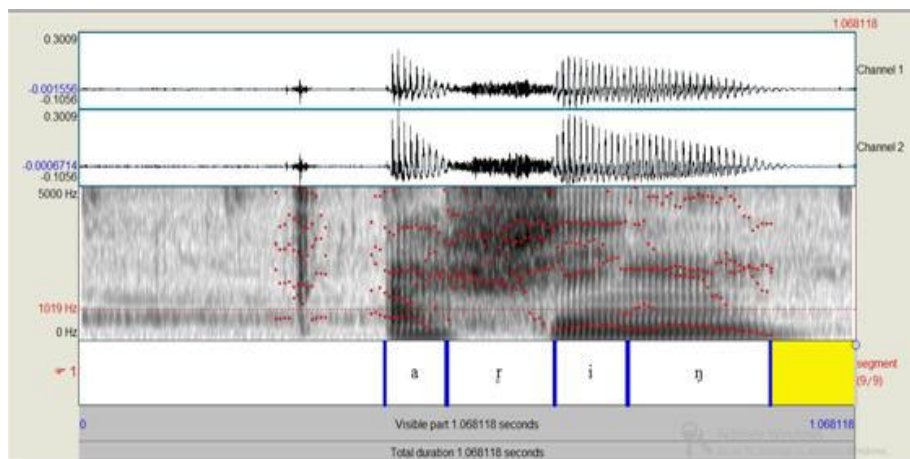 1.068118
0.3009
-0.001556
-0.1056
Channel 1
0.3009
-0.0006714
-0.1056
Channel 2
5000 Hz
1019 Hz
0 Hz
☞ 1
a
r̝
i
ŋ
segment
(9/9)
0
Visible part 1.068118 seconds
1.068118
Total duration 1.068118 seconds
Activate Windows